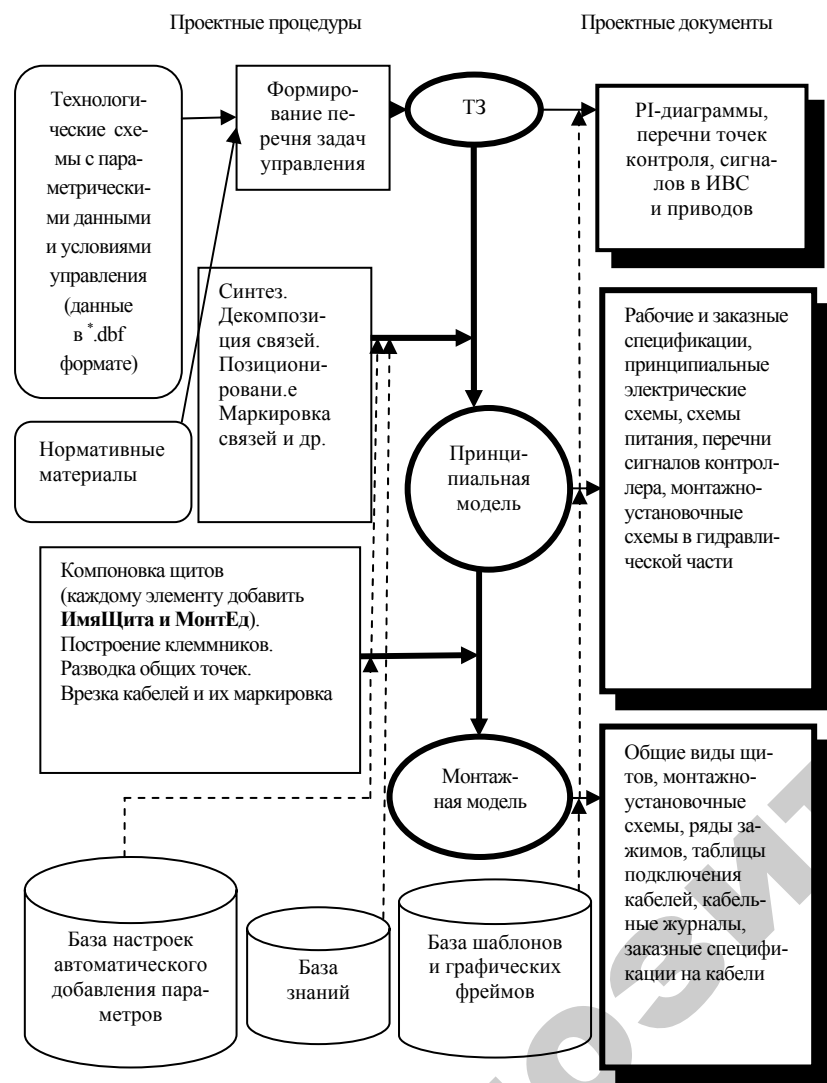 Проектные процедуры
Проектные документы
Технологи-
ческие схе-
мы с пара-
метрически-
ми данными
и условиями
управления
(данные
в *.dbf
формате)
Формиро-
вание пе-
речня задач
управления
ТЗ
PI-диаграммы,
перечни точек
контроля, сигна-
лов в ИВС
и приводов
Нормативные
материалы
Синтез.
Декомпози-
ция связей.
Позициони-
ровани.е
Маркировка
связей и др.
Принци-
пиальная
модель
Рабочие и заказные
спецификации,
принципиальные
электрические
схемы, схемы
питания, перечни
сигналов контрол-
лера, монтажно-
установочные
схемы в гидравли-
ческой части
Компоновка щитов
(каждому элементу добавить
ИмяЩита и МонтЕд).
Построение клеммников.
Разводка общих точек.
Врезка кабелей и их маркировка
Монтаж-
ная модель
Общие виды щи-
тов, монтажно-
установочные
схемы, ряды за-
жимов, таблицы
подключения
кабелей, кабель-
ные журналы,
заказные специфи-
кации на кабели
База настроек
автоматического
добавления пара-
метров
База
знаний
База шаблонов
и графических
фреймов